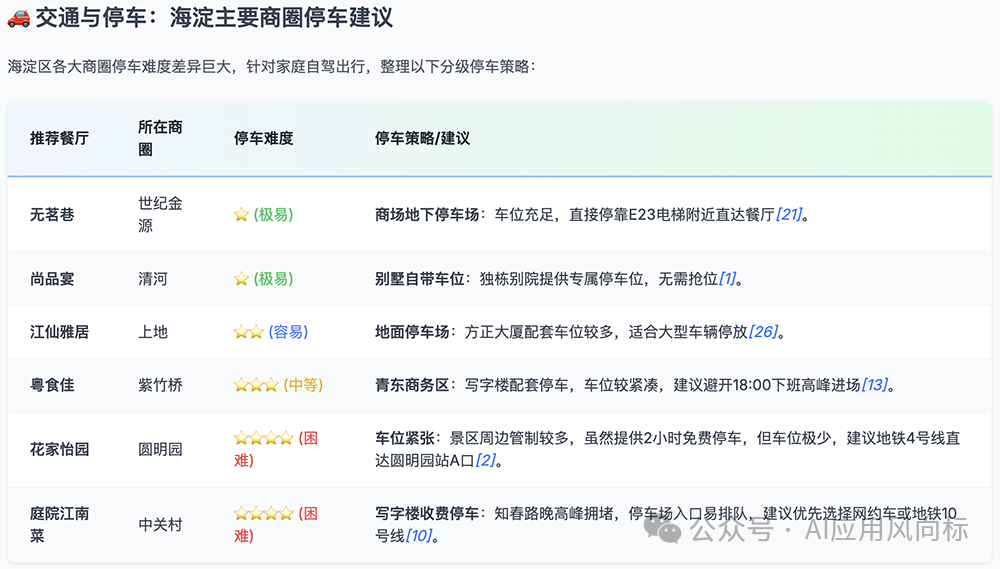 🚗 交通与停车：海淀主要商圈停车建议
海淀区各大商圈停车难度差异巨大，针对家庭自驾出行，整理以下分级停车策略：
推荐餐厅 所在商圈 停车难度 停车策略/建议
无茗巷 世纪金源 ⭐ (极易) 商场地下停车场：车位充足，直接停靠E23电梯附近直达餐厅[21]。
尚品宴 清河 ⭐ (极易) 别墅自带车位：独栋别院提供专属停车位，无需抢位[1]。
江仙雅居 上地 ⭐⭐ (容易) 地面停车场：方正大厦配套车位较多，适合大型车辆停放[26]。
粤食佳 紫竹桥 ⭐⭐⭐ (中等) 青东商务区：写字楼配套停车，车位较紧凑，建议避开18:00下班高峰进场[13]。
花家怡园 圆明园 ⭐⭐⭐⭐ (困难) 车位紧张：景区周边管制较多，虽然提供2小时免费停车，但车位极少，建议地铁4号线直
达圆明园站A口[2]。
庭院江南菜 中关村 ⭐⭐⭐⭐ (困难) 写字楼收费停车：知春路晚高峰拥堵，停车场入口易排队，建议优先选择网约车或地铁10
号线[10]。
公众号 · AI应用风向标